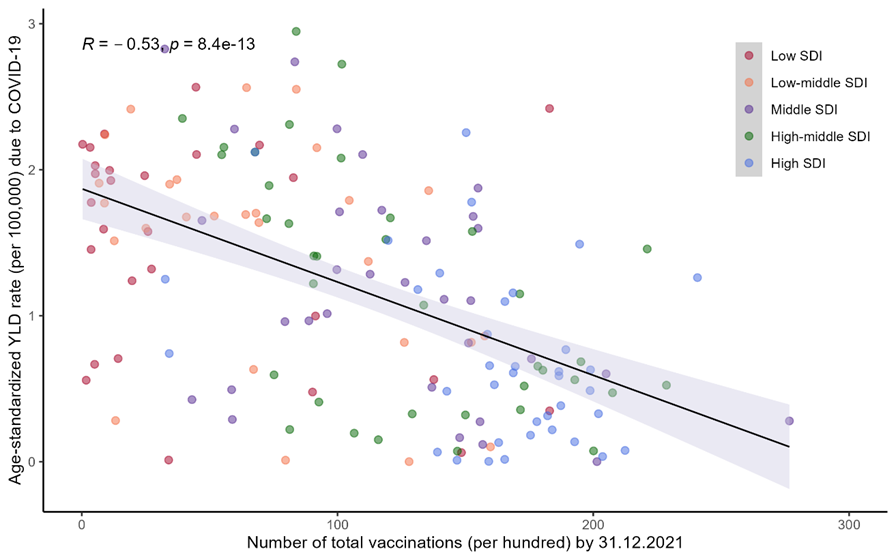 R = − 0.53, p = 8.4e-13
Low SDI
Low-middle SDI
Middle SDI
High-middle SDI
High SDI
Age-standardized YLD rate (per 100,000) due to COVID-19
3
2
1
0
0 100 200 300
Number of total vaccinations (per hundred) by 31.12.2021